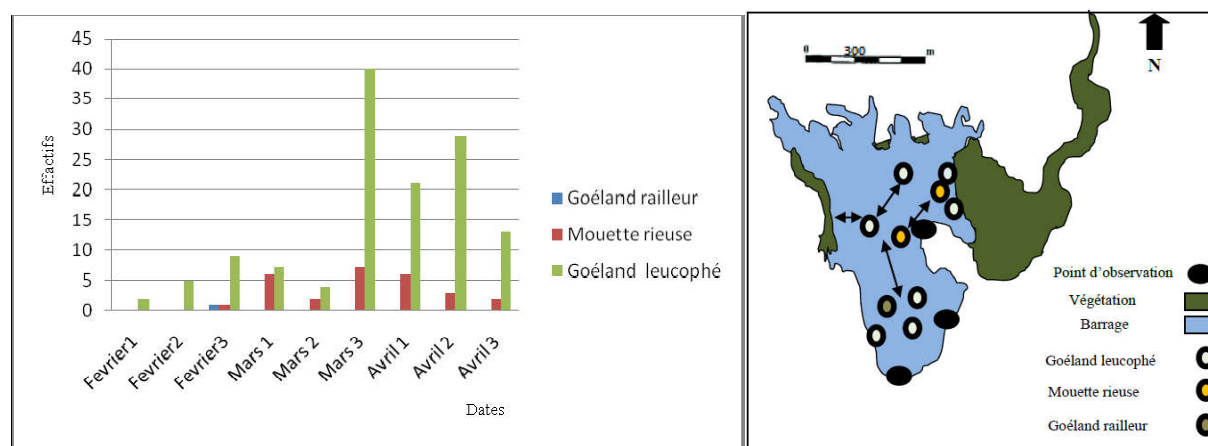 45
40
35
30
25
20
15
10
5
0
Effactifs
Fevrier1
Fevrier2
Fevrier3
Mars 1
Mars 2
Mars 3
Avril 1
Avril 2
Avril 3
Dates
Goéland railleur
Mouette rieuse
Goéland leucophé
0 300 m
N
Point d'observation
Végétation
Barrage
Goéland leucophé
Mouette rieuse
Goéland railleur